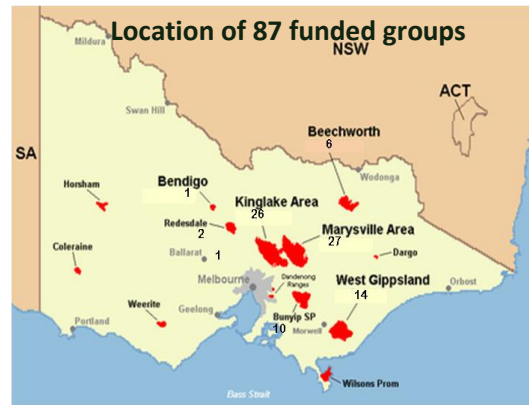 Location of 87 funded groups
Mildura
NSW
Swan Hill
ACT
Beechworth
6
SA
Wodonga
Horsham
Bendigo
1
Kinglake Area
26
Redesdale
2
Marysville Area
27
Coleraine
Ballarat
1
Dargo
Melbourne
Dandenong
Ranges
West Gippsland
14
Orbost
Weerite
Geelong
Bunyip SP
10
Morwell
Portland
Wilsons Prom
Bass Strait